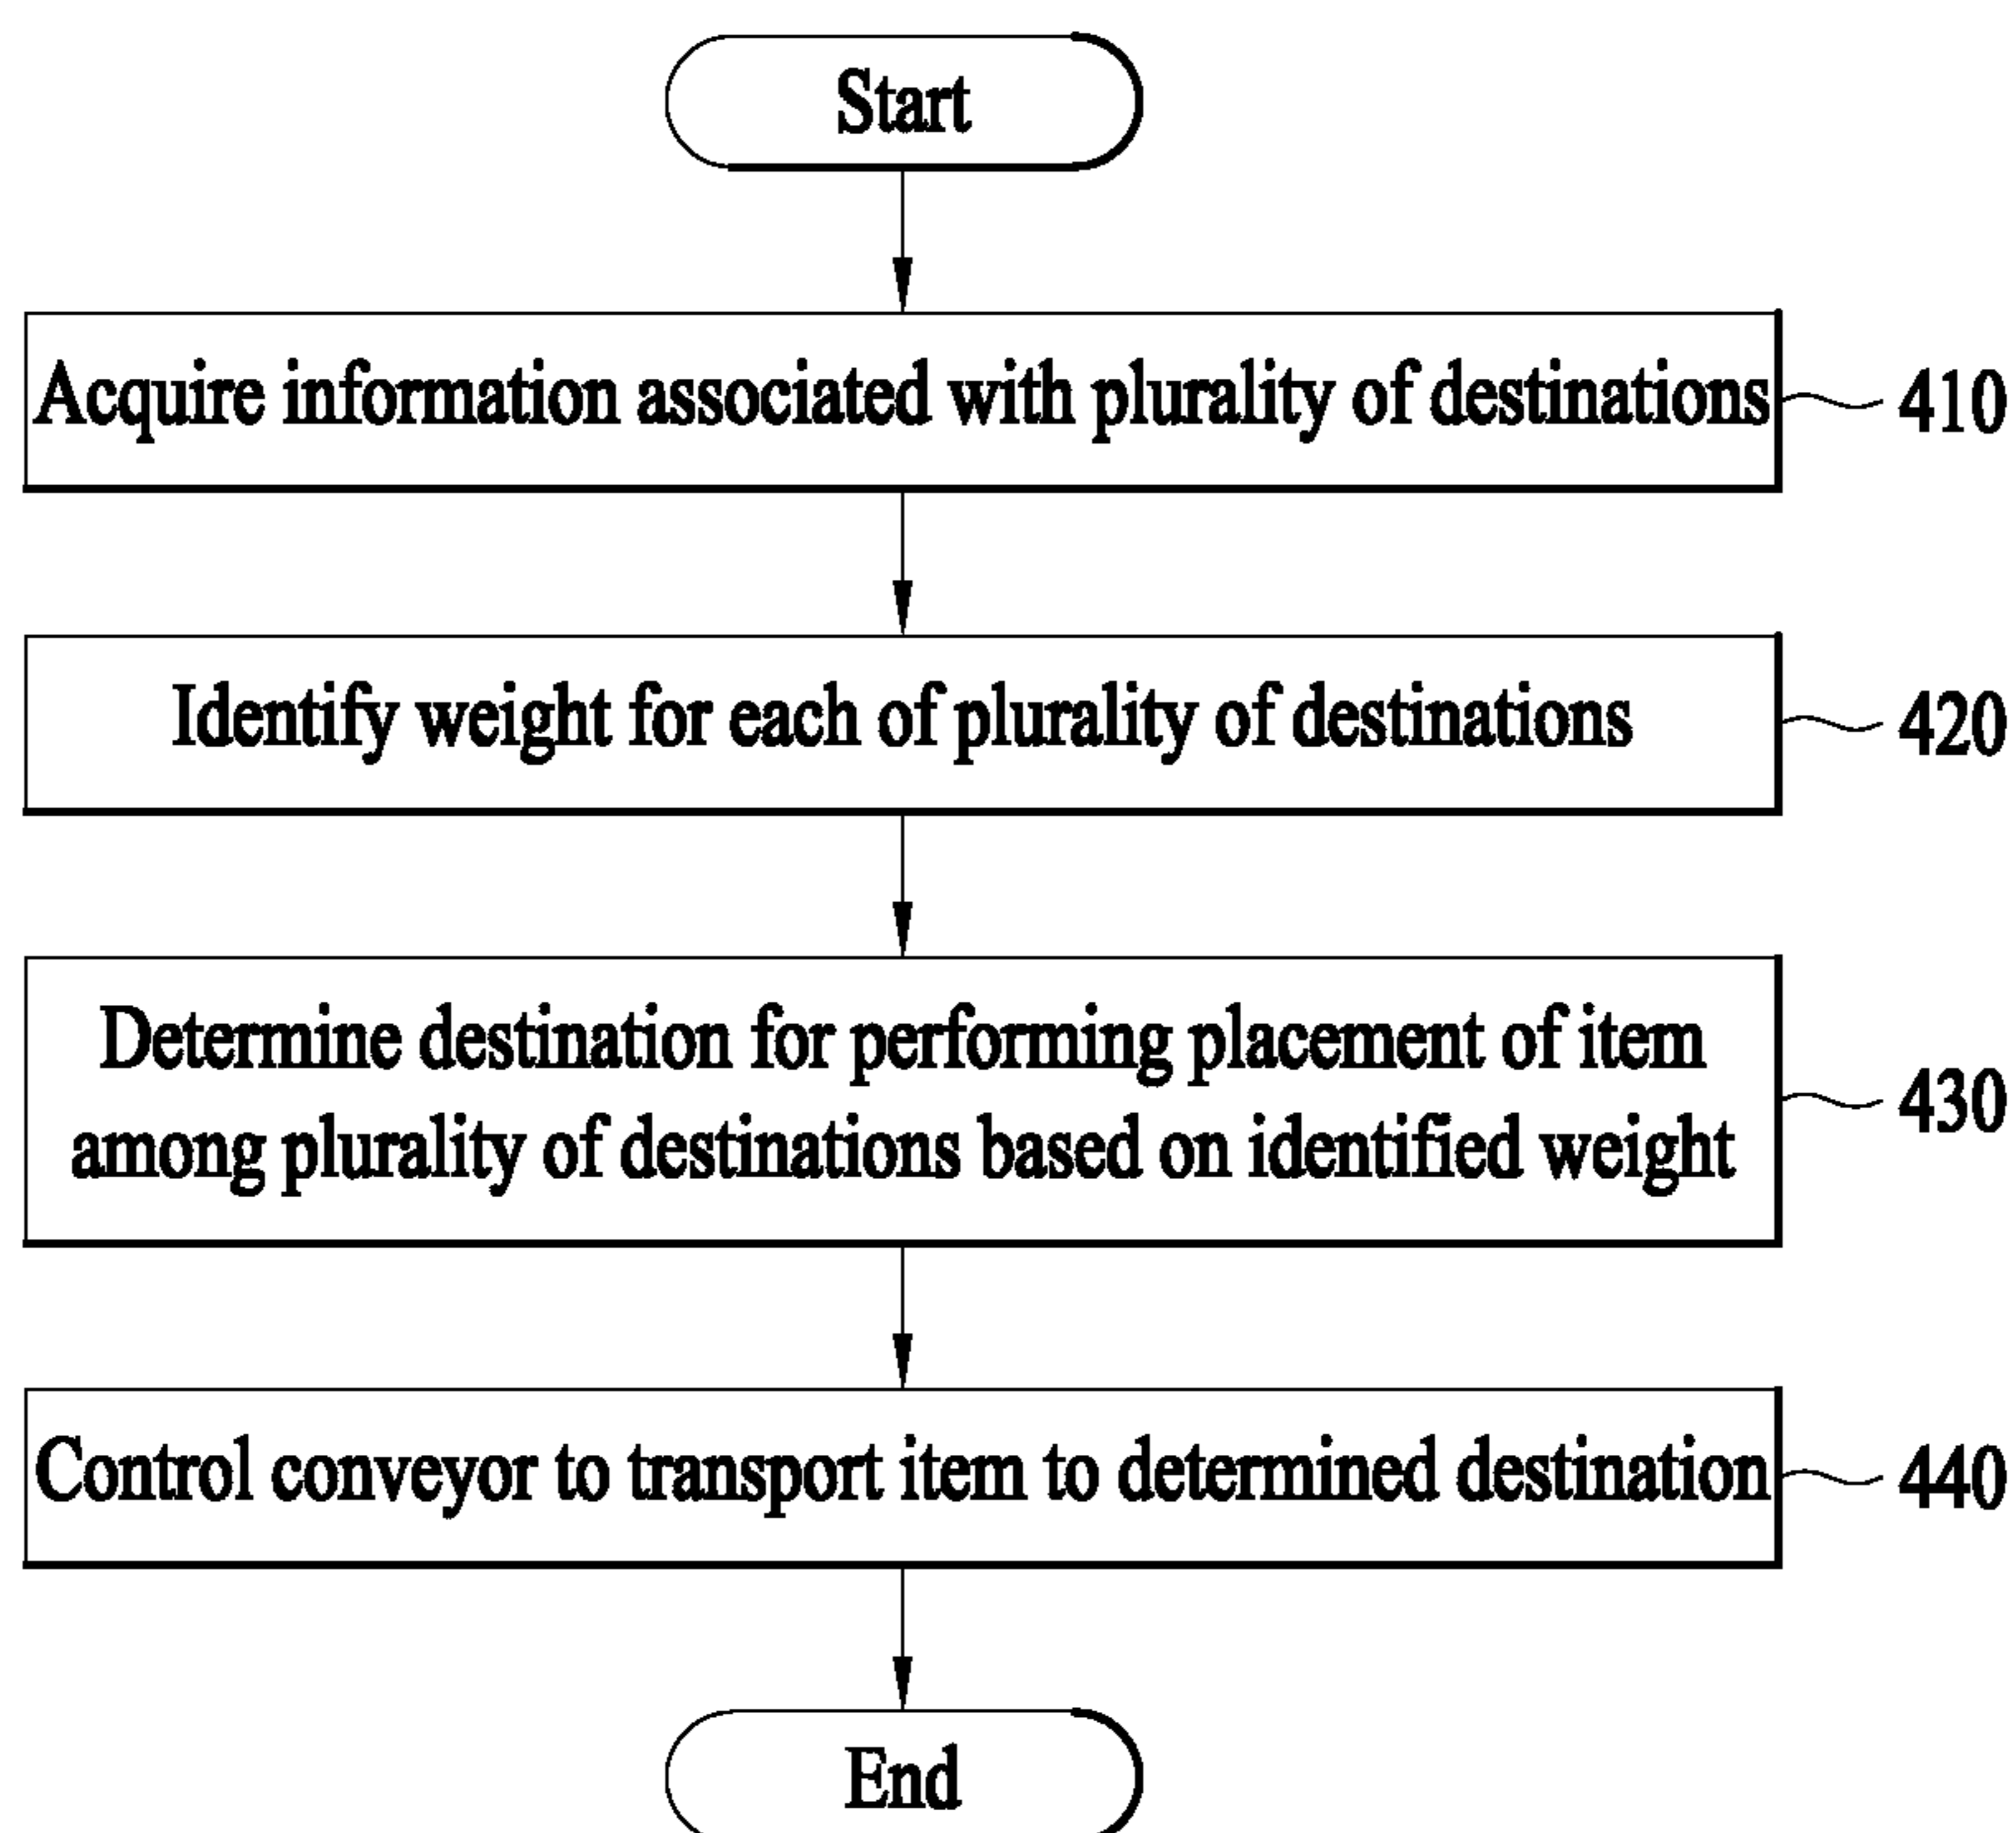 Start
Acquire information associated with plurality of destinations
410
Identify weight for each of plurality of destinations
420
Determine destination for performing placement of item
among plurality of destinations based on identified weight
430
Control conveyor to transport item to determined destination
440
End